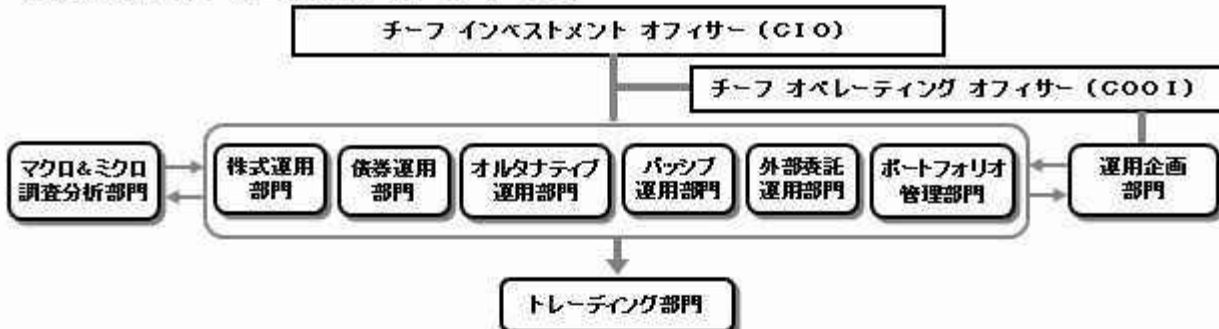 チーフ インベストメント オフィサー（CIO）
チーフ オペレーティング オフィサー（COOI）
マクロ&ミクロ
調査分析部門
株式運用
部門
債券運用
部門
オルタナティブ
運用部門
パッシブ
運用部門
外部委託
運用部門
ポートフォリオ
管理部門
運用企画
部門
トレーディング部門